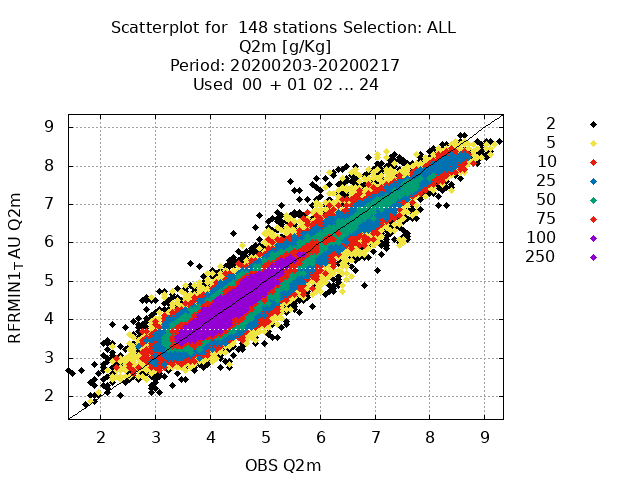 Scatterplot for  148 stations Selection: ALL
Q2m [g/Kg]
Period: 20200203-20200217
Used  00  + 01 02 ... 24
2
5
10
25
50
75
100
250
RFRMIN1-AU Q2m
9
8
7
6
5
4
3
2
2 3 4 5 6 7 8 9
OBS Q2m